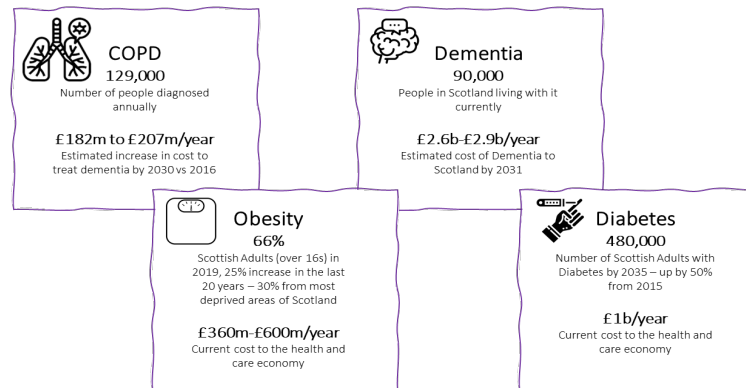 COPD
129,000
Number of people diagnosed
annually
£182m to £207m/year
Estimated increase in cost to
treat dementia by 2030 vs 2016
Dementia
90,000
People in Scotland living with it
currently
£2.6b-£2.9b/year
Estimated cost of Dementia to
Scotland by 2031
Obesity
66%
Scottish Adults (over 16s) in
2019, 25% increase in the last
20 years – 30% from most
deprived areas of Scotland
£360m-£600m/year
Current cost to the health and
care economy
Diabetes
480,000
Number of Scottish Adults with
Diabetes by 2035 – up by 50%
from 2015
£1b/year
Current cost to the health and
care economy